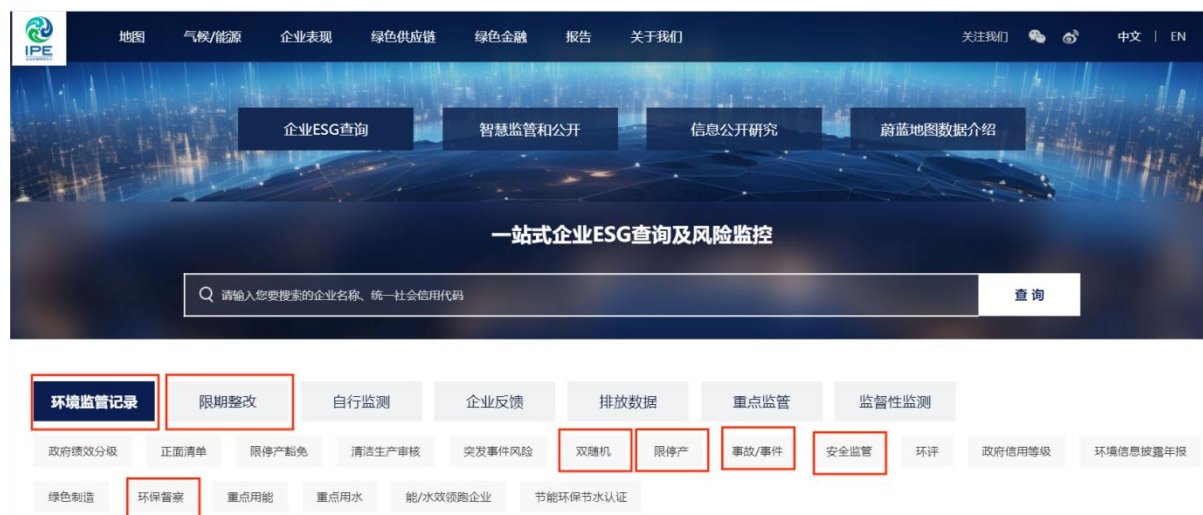 IPE
地图 气候/能源 企业表现 绿色供应链 绿色金融 报告 关于我们 关注我们 中文 | EN
企业ESG查询 智慧监管和公开 信息公开研究 蔚蓝地图数据介绍
一站式企业ESG查询及风险监控
请输入您要搜索的企业名称、统一社会信用代码 查询
环境监管记录 限期整改 自行监测 企业反馈 排放数据 重点监管 监督性监测
政府绩效分级 正面清单 限停产豁免 清洁生产审核 突发事件风险 双随机 限停产 事故/事件 安全监管 环评 政府信用等级 环境信息披露年报
绿色制造 环保督察 重点用能 重点用水 能/水效领跑企业 节能环保节水认证